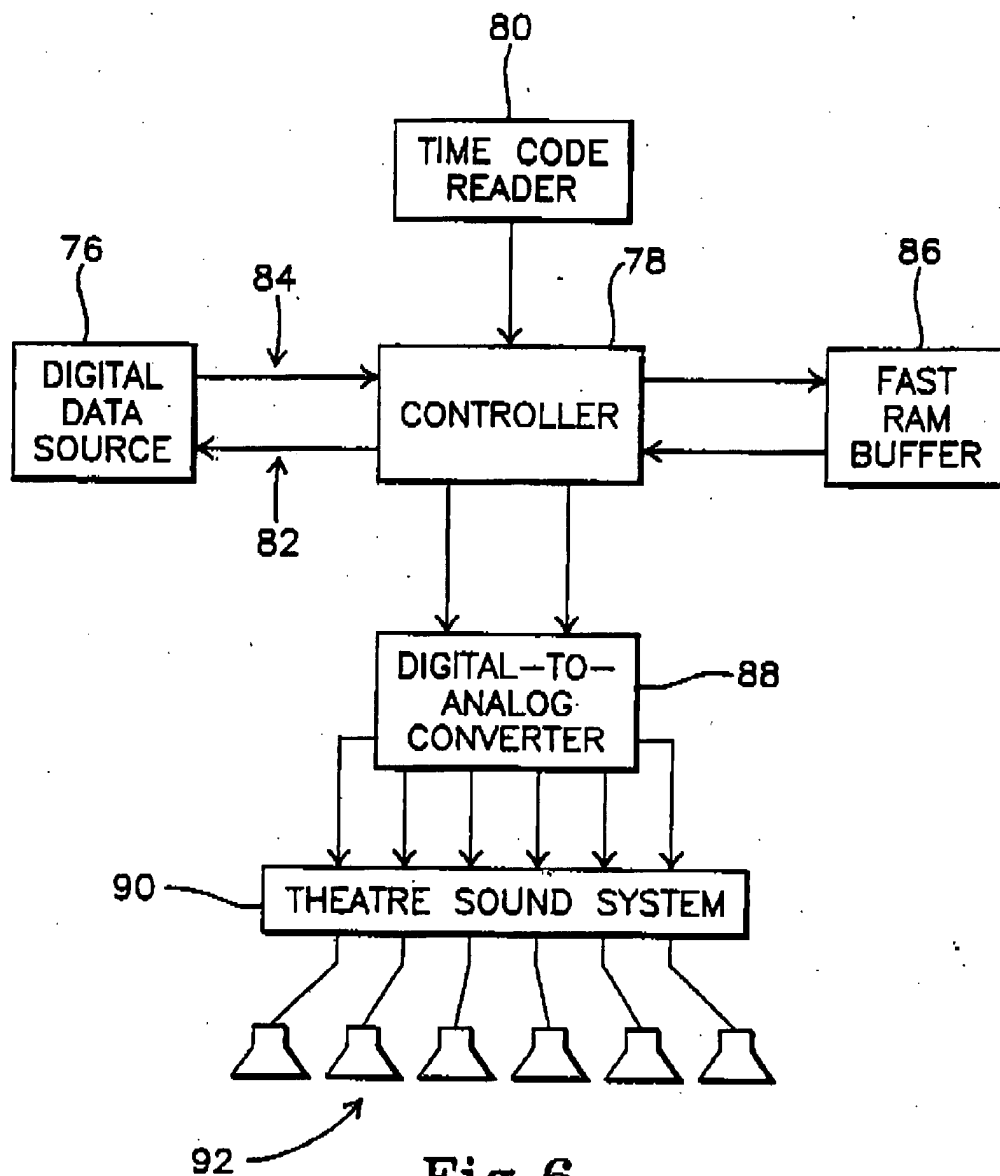 80
TIME CODE
READER
76
84
78
86
DIGITAL
DATA
SOURCE
CONTROLLER
FAST
RAM
BUFFER
82
DIGITAL-TO-
ANALOG
CONVERTER
88
90
THEATRE SOUND SYSTEM
92
Fig. 6